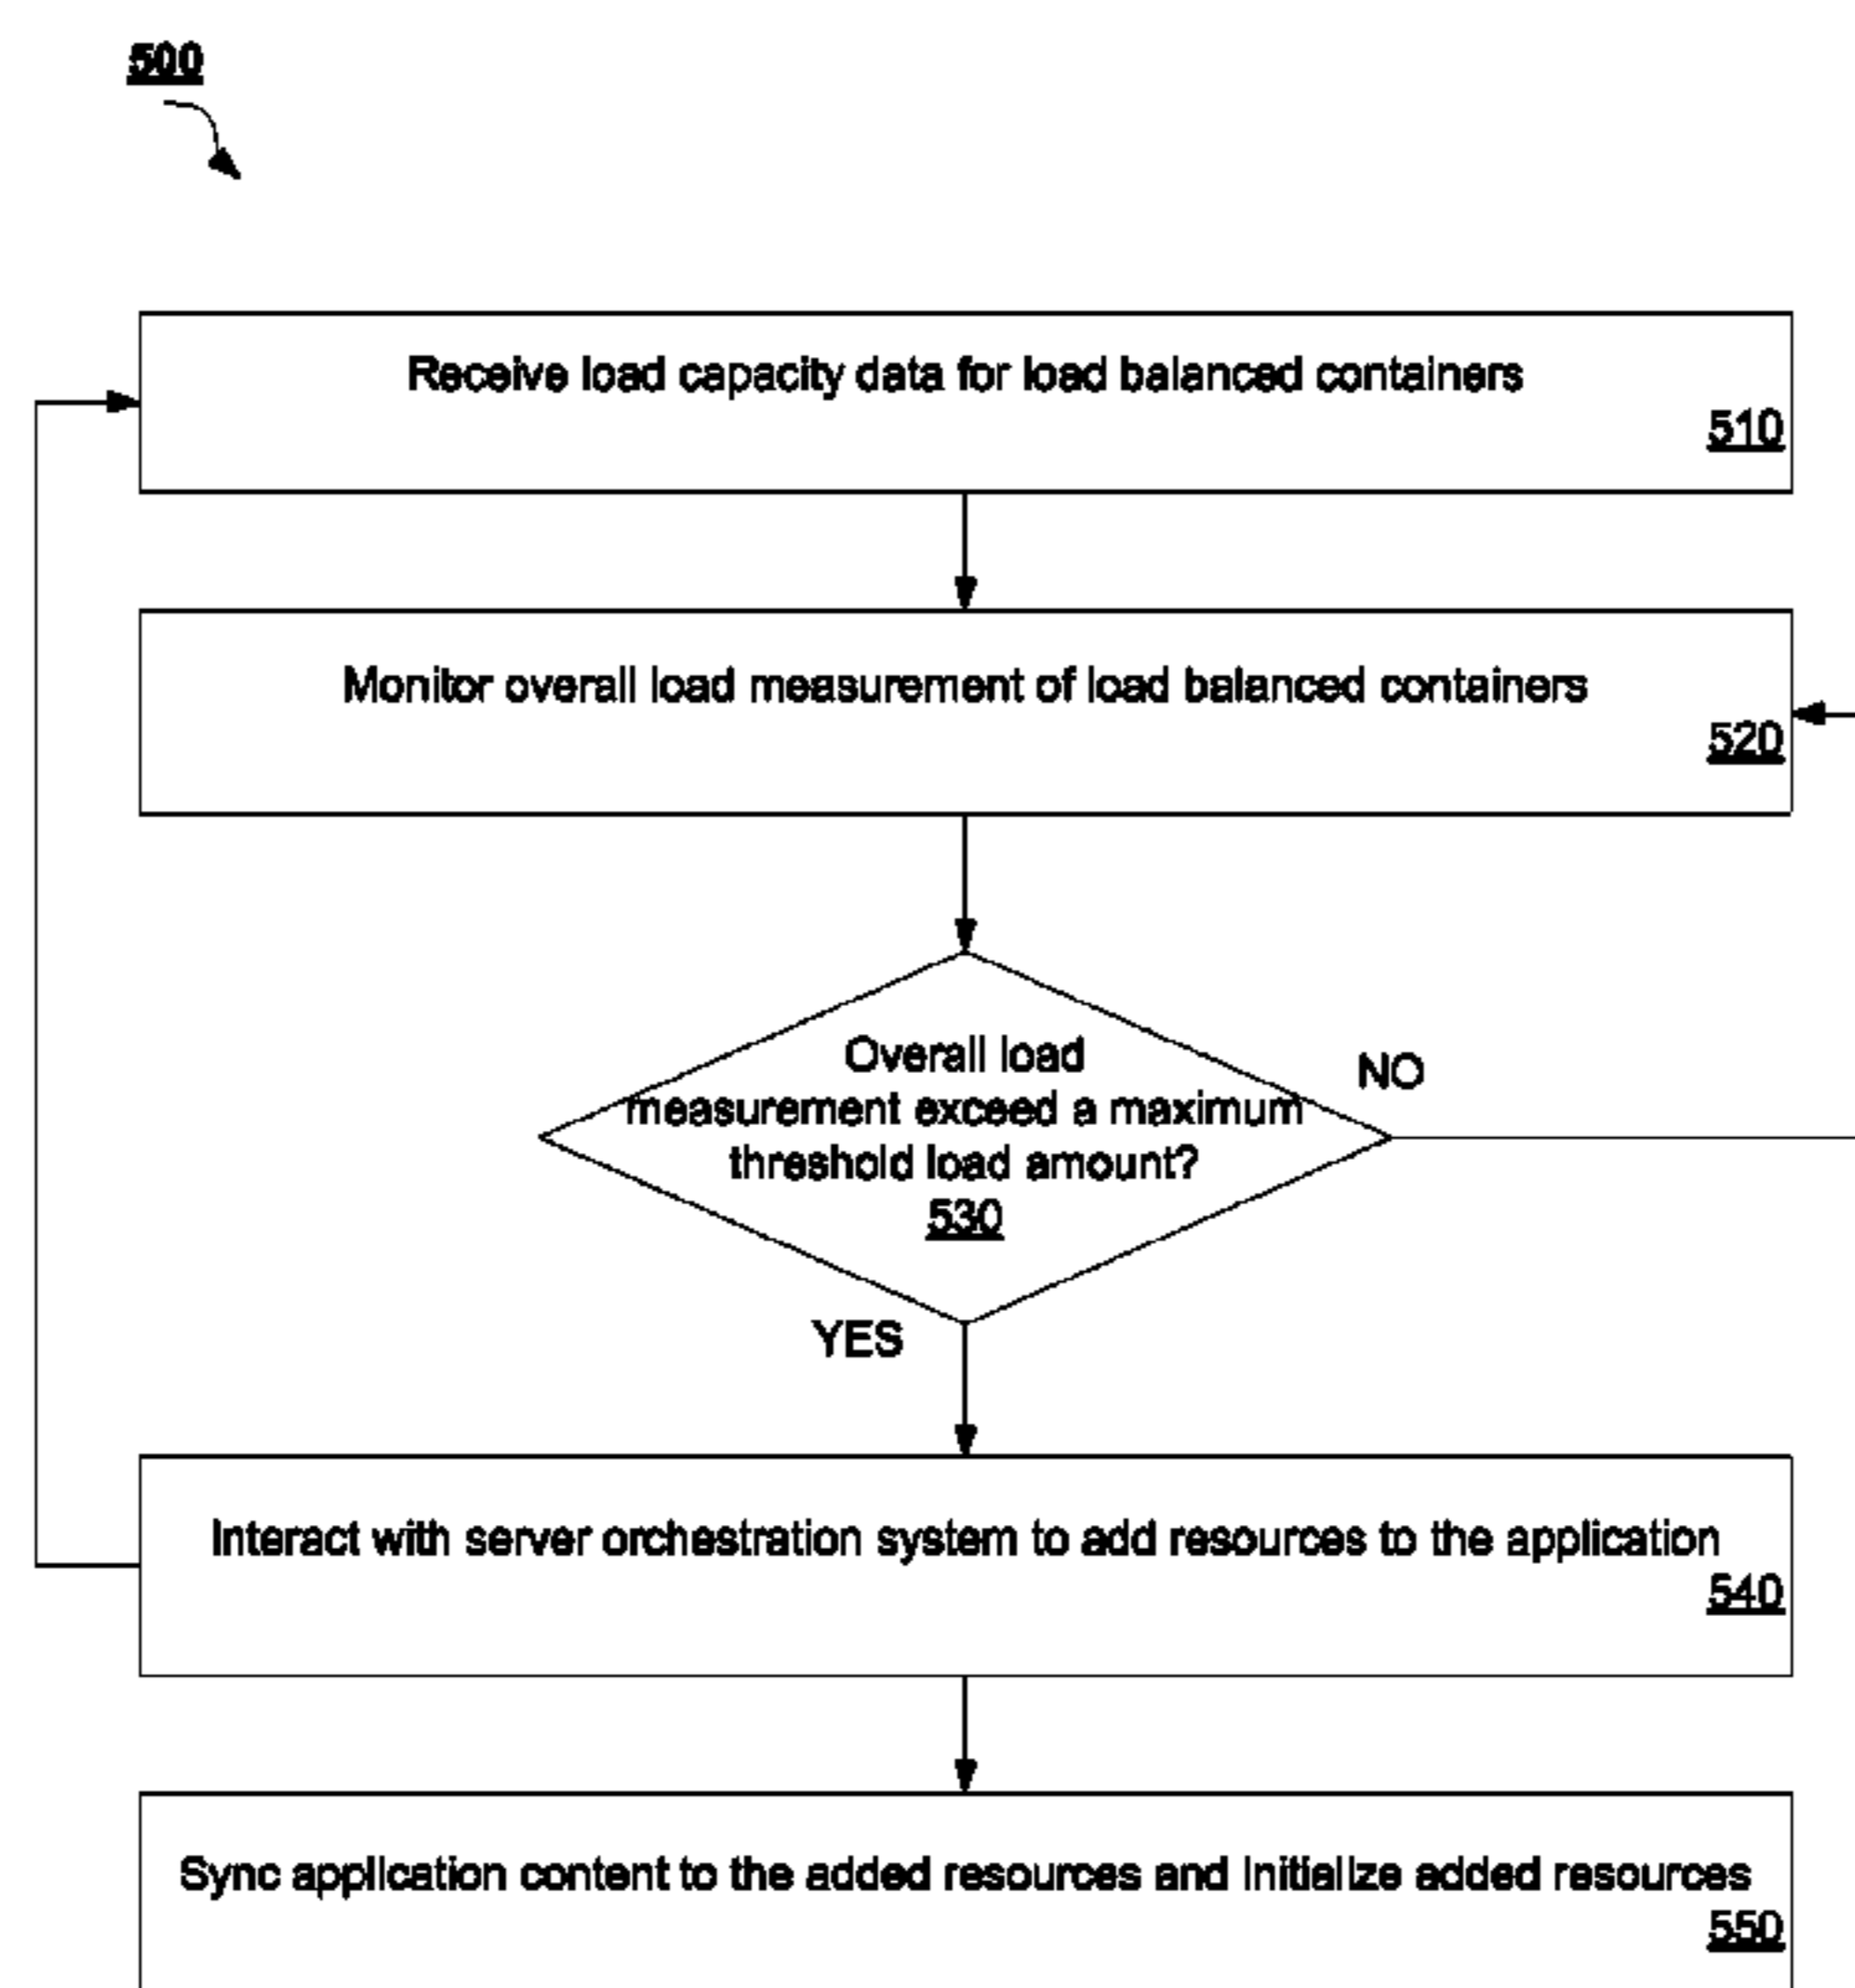 500
Receive load capacity data for load balanced containers
510
Monitor overall load measurement of load balanced containers
520
Overall load
measurement exceed a maximum
threshold load amount?
530
NO
YES
Interact with server orchestration system to add resources to the application
540
Sync application content to the added resources and initialize added resources
550